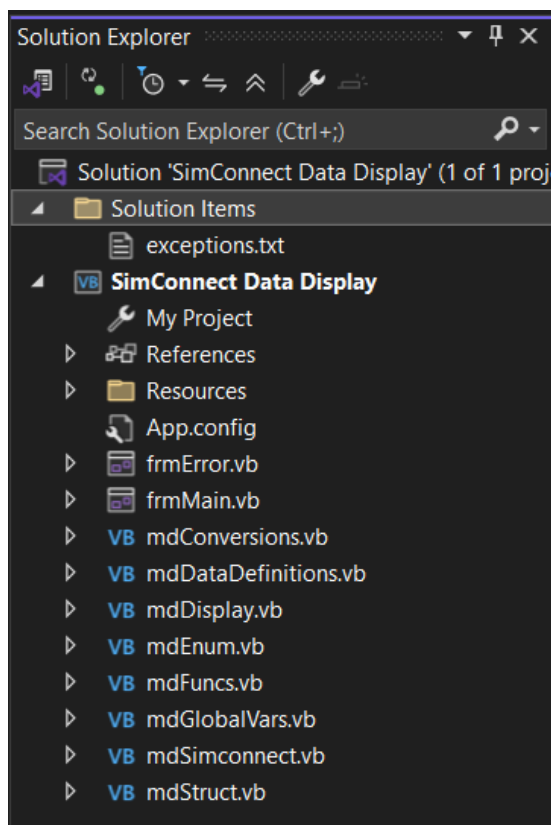 Solution Explorer
Search Solution Explorer (Ctrl+;)
Solution 'SimConnect Data Display' (1 of 1 proj
Solution Items
exceptions.txt
VB SimConnect Data Display
My Project
References
Resources
App.config
frmError.vb
frmMain.vb
VB mdConversions.vb
VB mdDataDefinitions.vb
VB mdDisplay.vb
VB mdEnum.vb
VB mdFuncs.vb
VB mdGlobalVars.vb
VB mdSimconnect.vb
VB mdStruct.vb